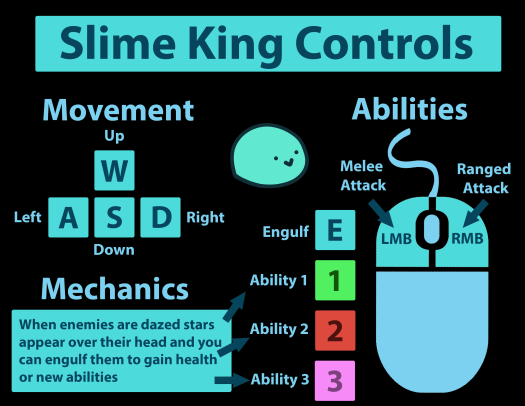 Slime King Controls
Movement
Up
W
Left A S D Right
Down
Mechanics
When enemies are dazed stars
appear over their head and you
can engulf them to gain health
or new abilities
Abilities
Melee
Attack
Ranged
Attack
LMB RMB
Engulf E
Ability 1 1
Ability 2 2
Ability 3 3